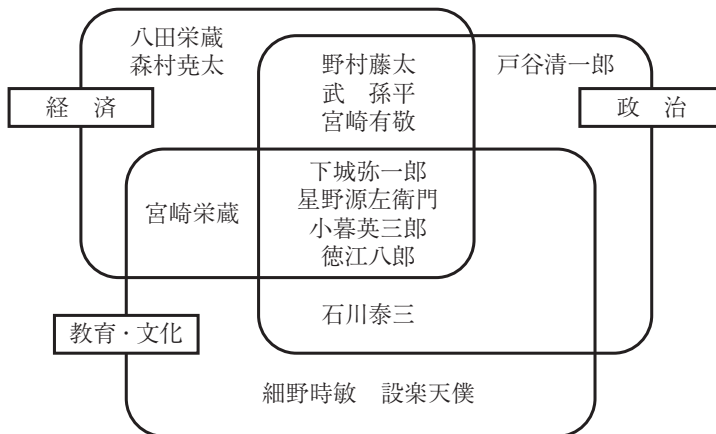 八田栄蔵
森村尭太
野村藤太
武　孫平
宮崎有敬
戸谷清一郎
経　済
政　治
宮崎栄蔵
下城弥一郎
星野源左衛門
小暮英三郎
徳江八郎
石川泰三
教育・文化
細野時敏　設楽天僕